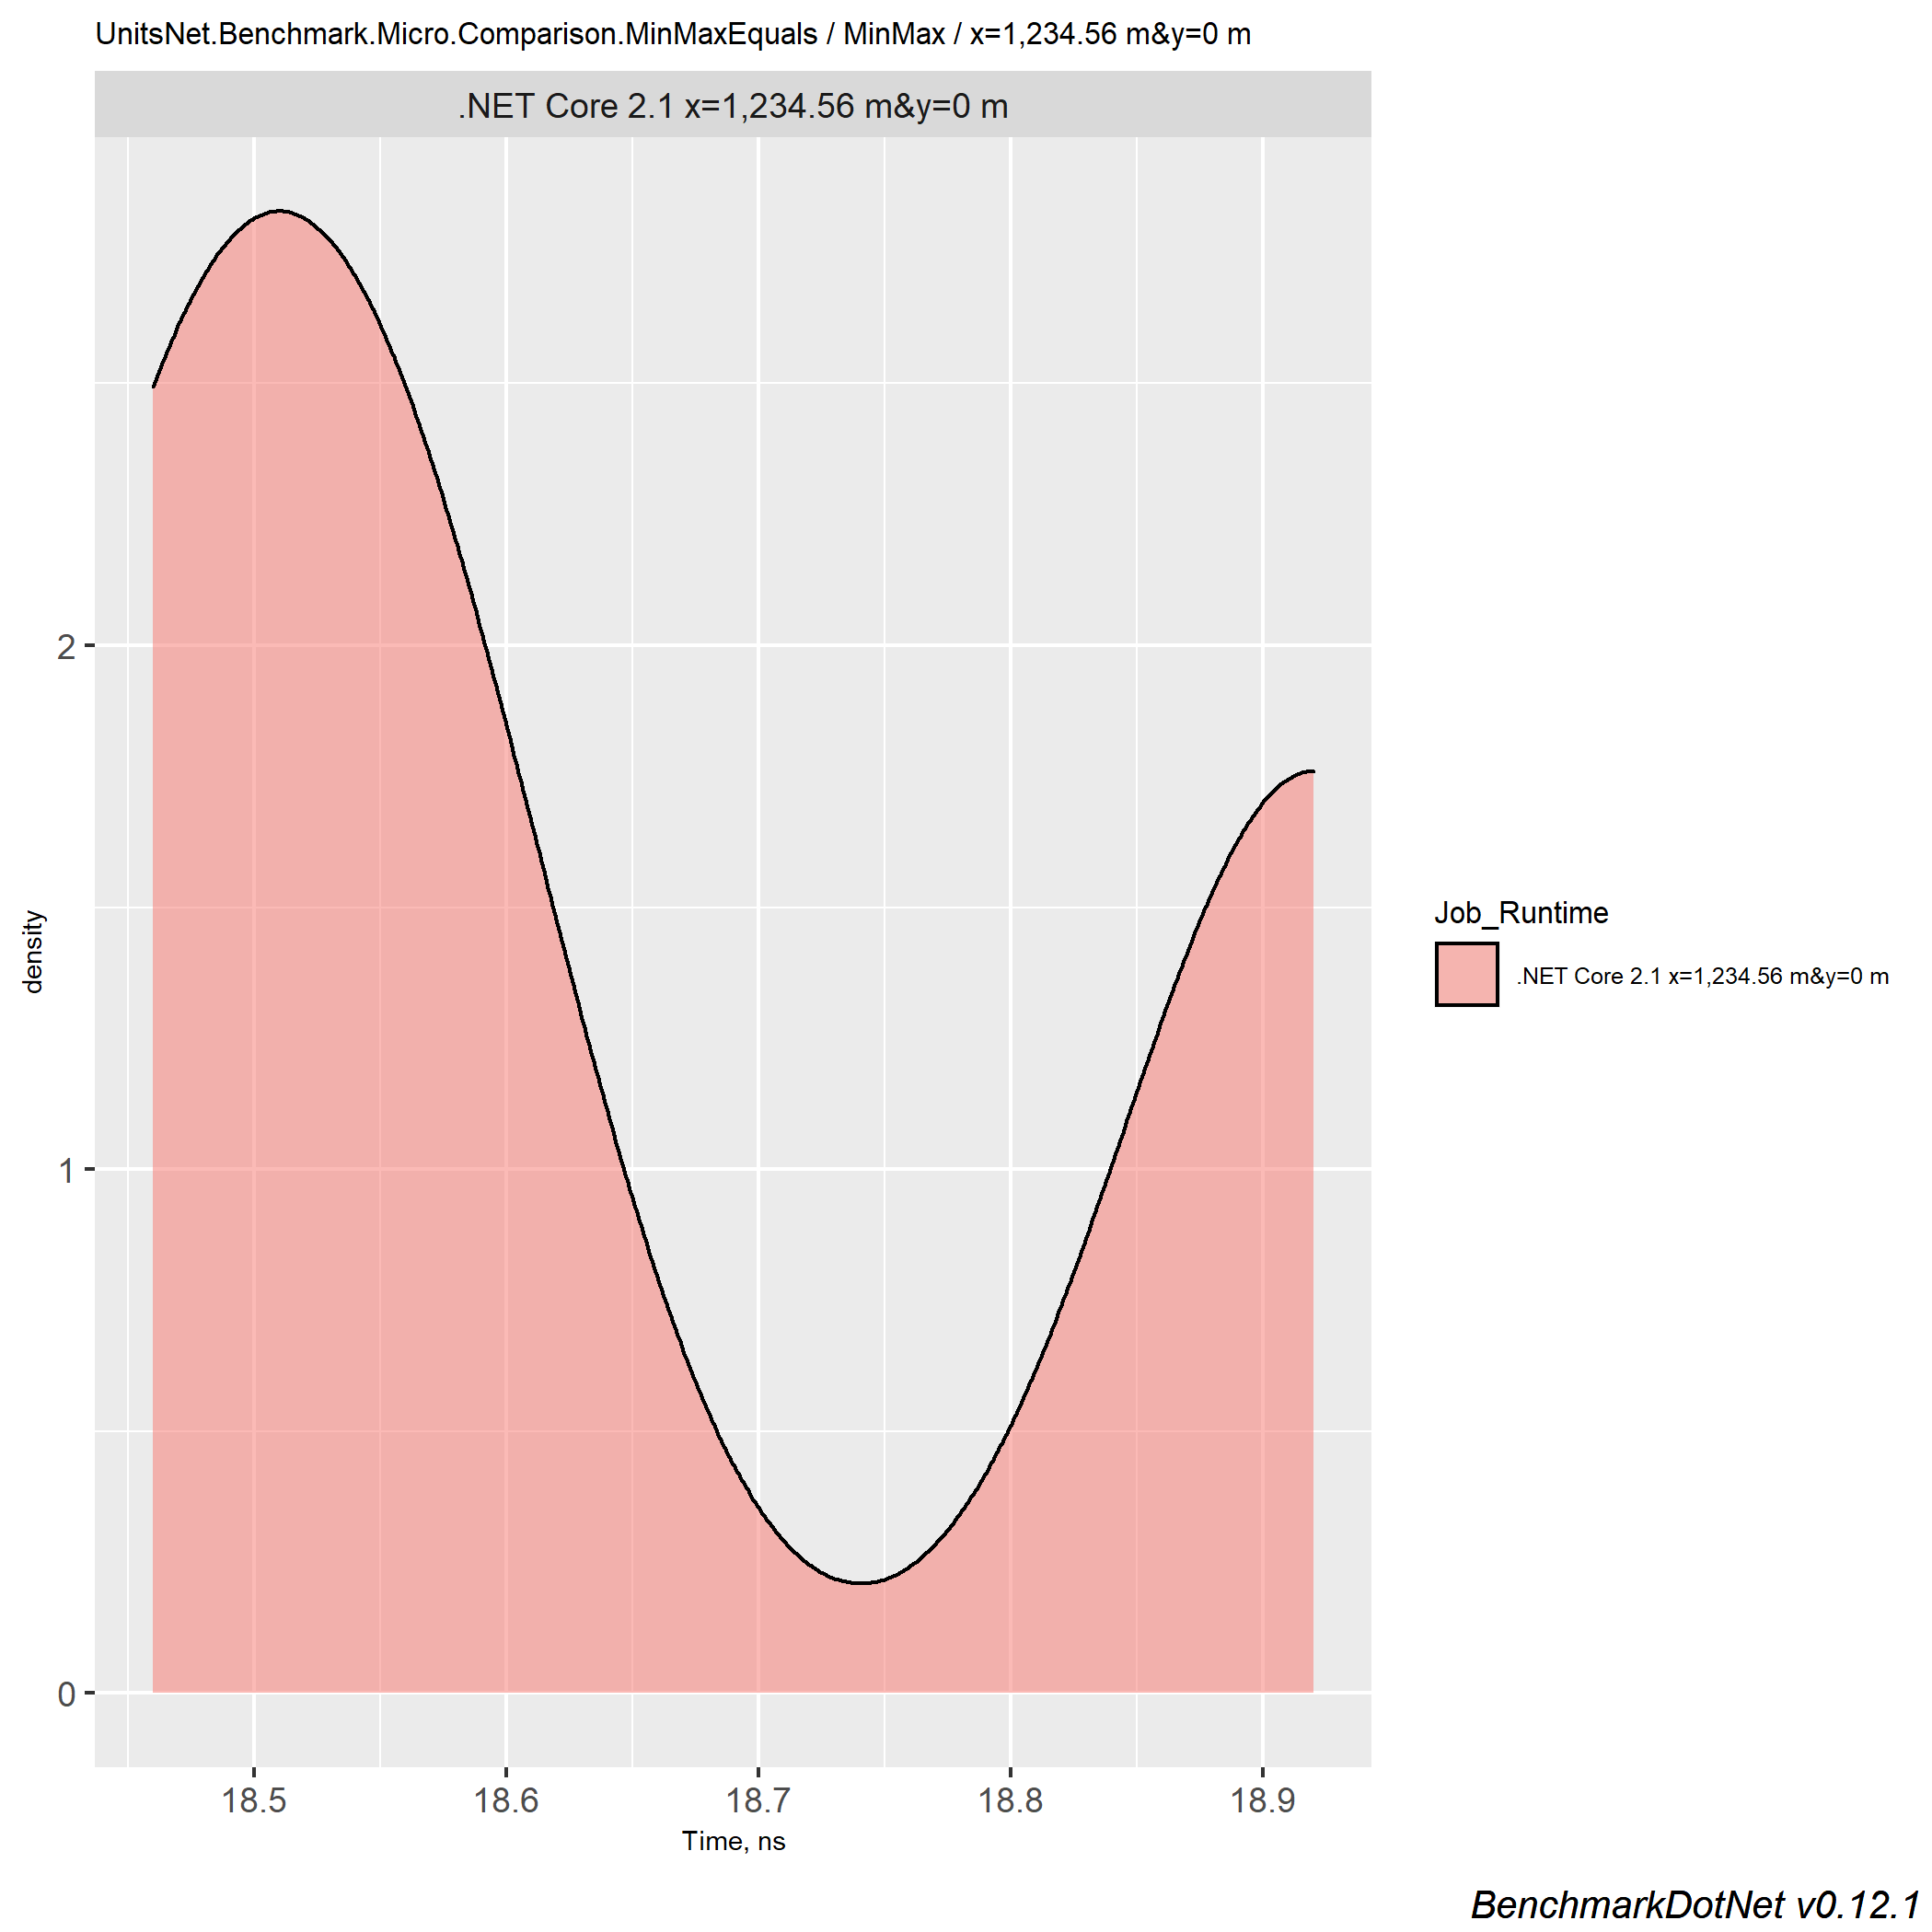 UnitsNet.Benchmark.Micro.Comparison.MinMaxEquals / MinMax / x=1,234.56 m&y=0 m
.NET Core 2.1 x=1,234.56 m&y=0 m
2
1
0
density
18.5 18.6 18.7 18.8 18.9
Time, ns
Job_Runtime
.NET Core 2.1 x=1,234.56 m&y=0 m
BenchmarkDotNet v0.12.1